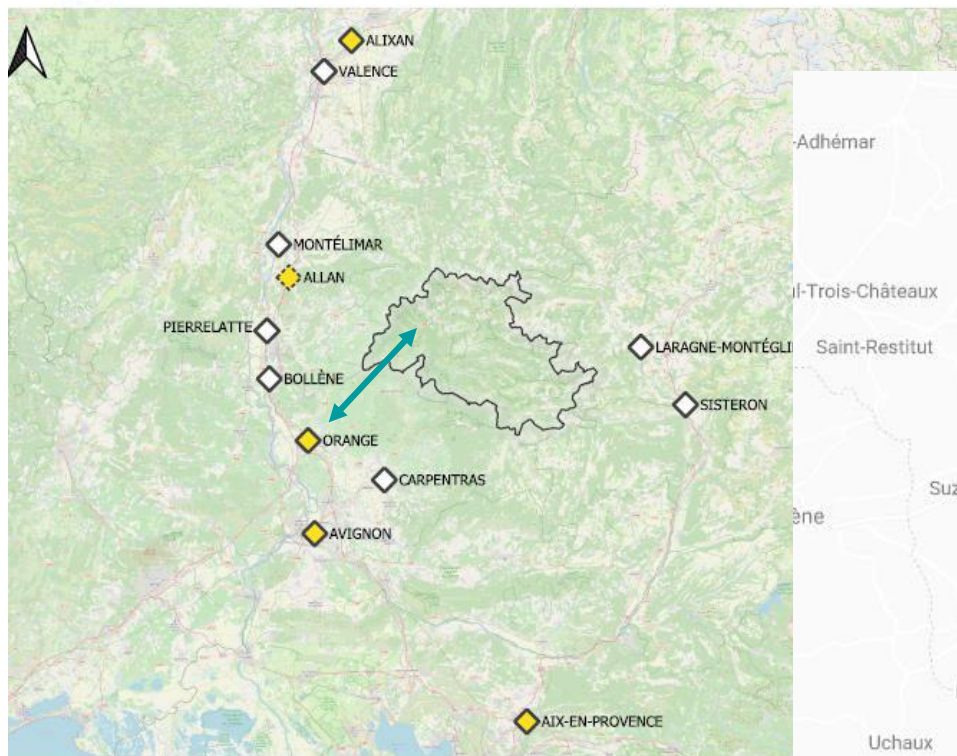 ALIXAN
VALENCE
-Adhémar
MONTÉLIMAR
ALLAN
l-Trois-Châteaux
PIERRELATTE
LARAGNE-MONTÉGLI
Saint-Restitut
BOLLÈNE
SISTERON
ORANGE
CARPENTRAS
Suz
ène
AVIGNON
AIX-EN-PROVENCE
Uchaux